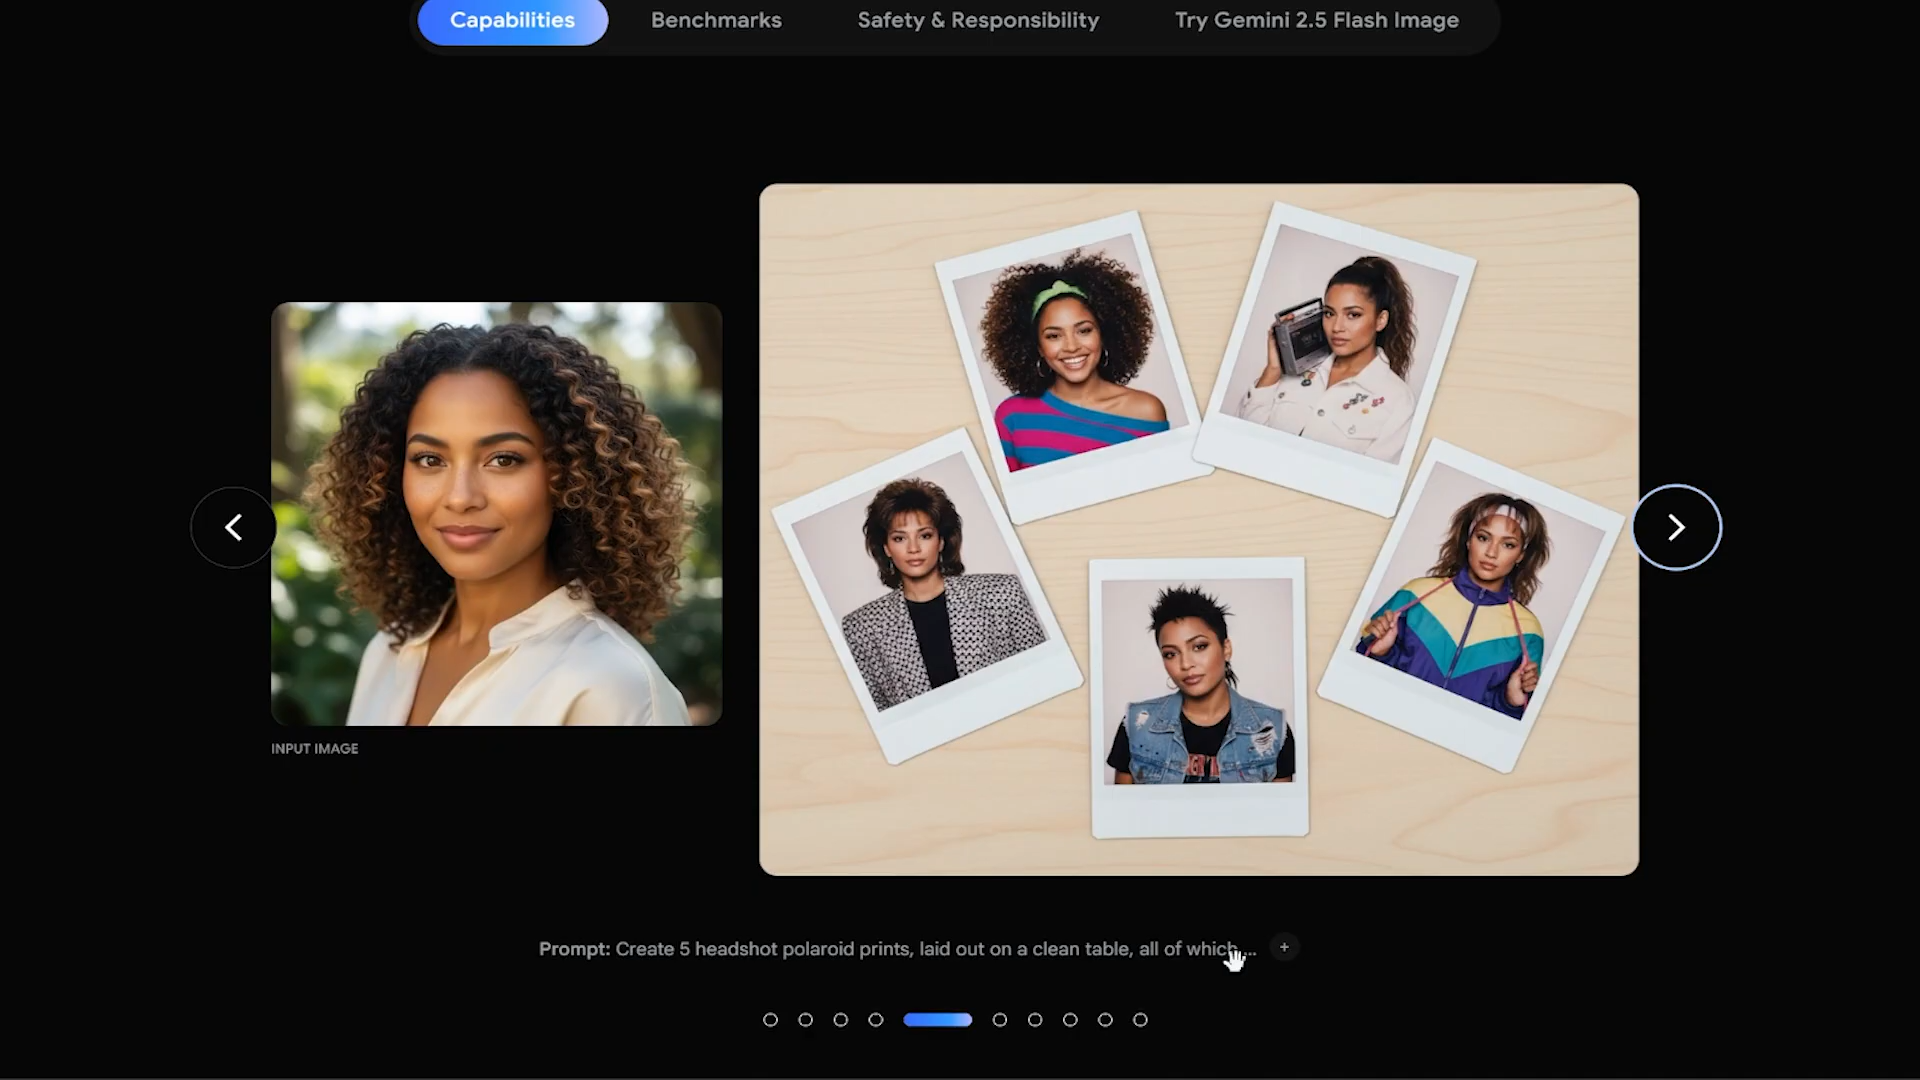 Capabilities
Benchmarks
Safety & Responsibility
Try Gemini 2.5 Flash Image
INPUT IMAGE
Prompt: Create 5 headshot polaroid prints, laid out on a clean table, all of which...